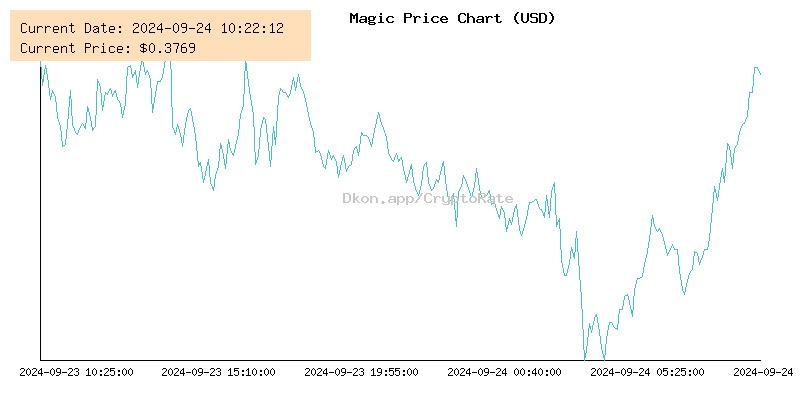 Magic Price Chart (USD)
Current Date: 2024-09-24 10:22:12
Current Price: $0.3769
Dkon.app/CryptoRate
2024-09-23 10:25:00 2024-09-23 15:10:00 2024-09-23 19:55:00 2024-09-24 00:40:00 2024-09-24 05:25:00 2024-09-24